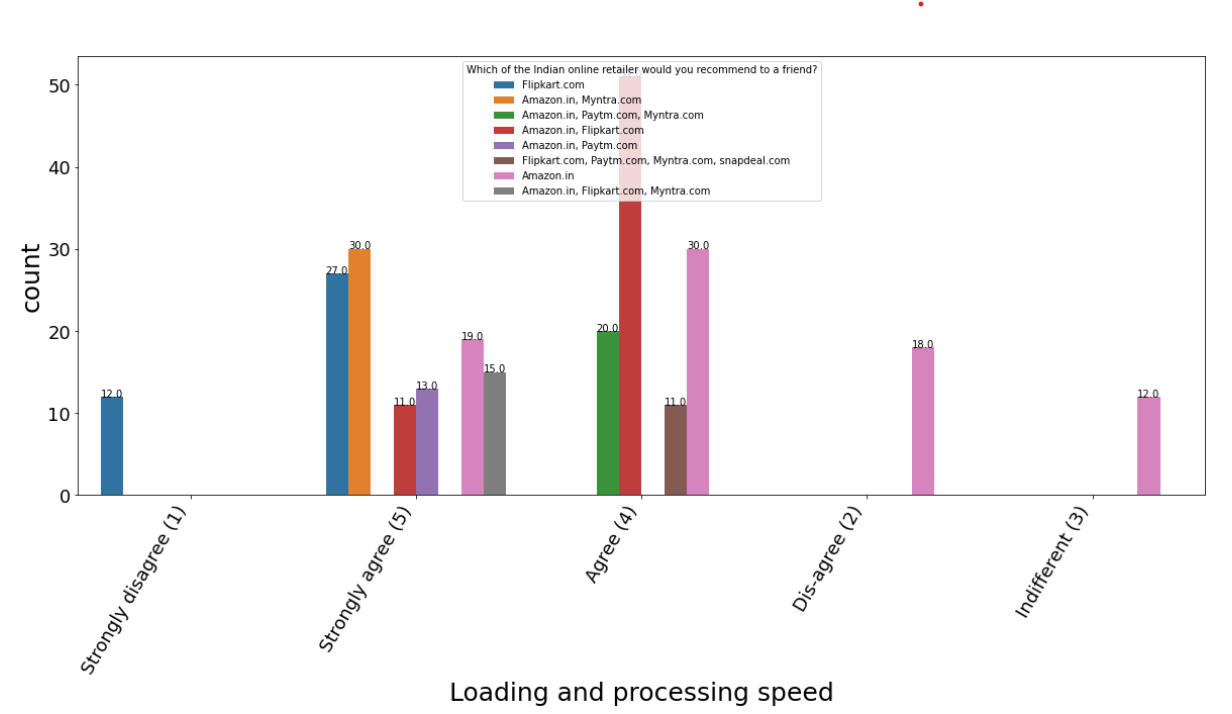 Which of the Indian online retailer would you recommend to a friend?
Flipkart.com
Amazon.in, Myntra.com
Amazon.in, Paytm.com, Myntra.com
Amazon.in, Flipkart.com
Amazon.in, Paytm.com
Flipkart.com, Paytm.com, Myntra.com, snapdeal.com
Amazon.in
Amazon.in, Flipkart.com, Myntra.com
count
50
40
30
20
10
0
12.0
27.0
30.0
11.0
13.0
19.0
15.0
20.0
11.0
30.0
18.0
12.0
Strongly disagree (1)
Strongly agree (5)
Agree (4)
Dis-agree (2)
Indifferent (3)
Loading and processing speed